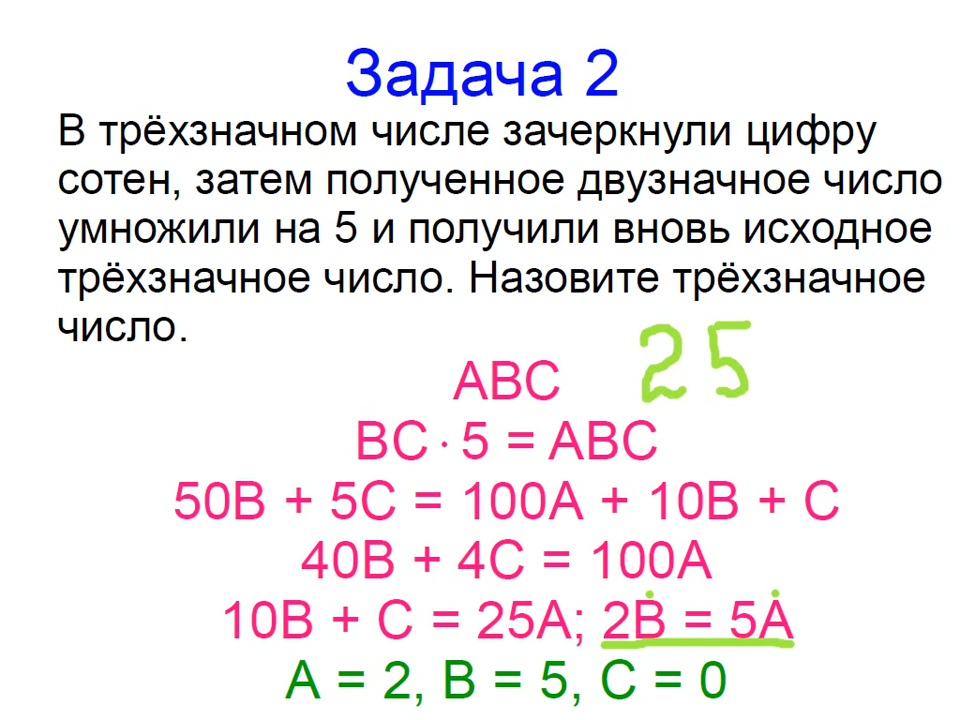 Задача 2
В трёхзначном числе зачеркнули цифру
сотен, затем полученное двузначное число
умножили на 5 и получили вновь исходное
трёхзначное число. Назовите трёхзначное
число.
25
ABC
BC · 5 = ABC
50B + 5C = 100A + 10B + C
40B + 4C = 100A
10B + C = 25A; 2B = 5A
A = 2, B = 5, C = 0